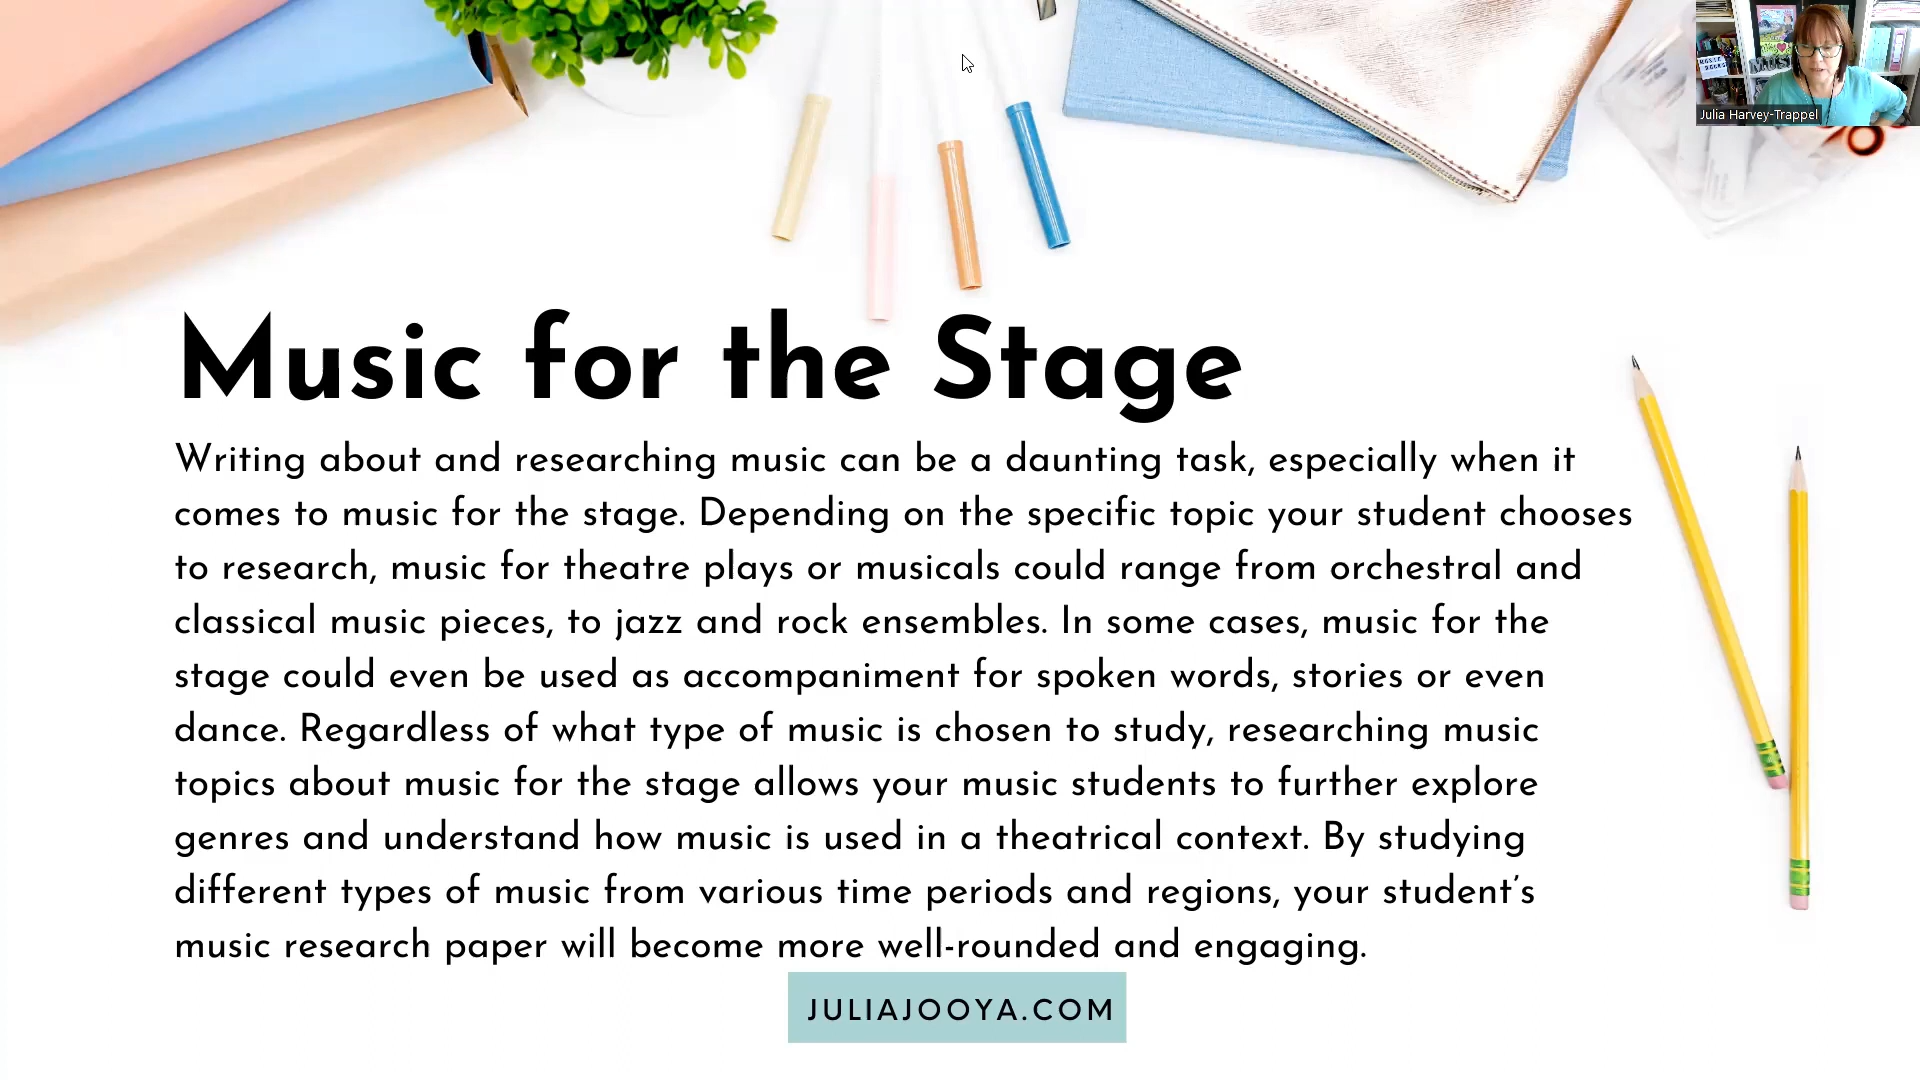 Julia Harvey-Trappel
Music for the Stage
Writing about and researching music can be a daunting task, especially when it
comes to music for the stage. Depending on the specific topic your student chooses
to research, music for theatre plays or musicals could range from orchestral and
classical music pieces, to jazz and rock ensembles. In some cases, music for the
stage could even be used as accompaniment for spoken words, stories or even
dance. Regardless of what type of music is chosen to study, researching music
topics about music for the stage allows your music students to further explore
genres and understand how music is used in a theatrical context. By studying
different types of music from various time periods and regions, your student’s
music research paper will become more well-rounded and engaging.
JULIAJOOYA.COM